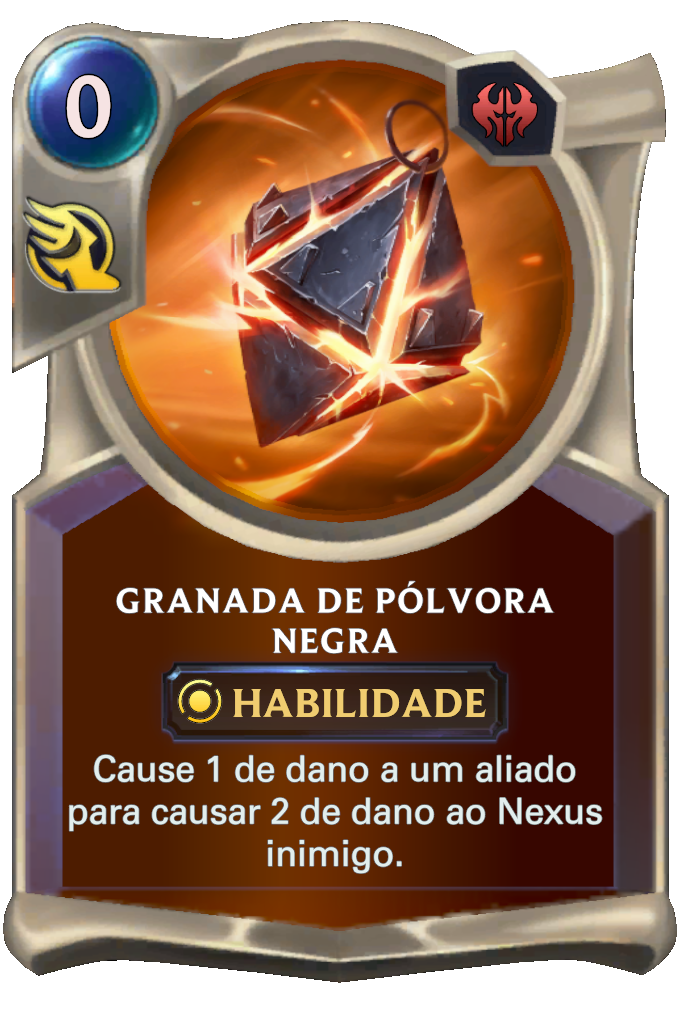 0
GRANADA DE PÓLVORA
NEGRA
HABILIDADE
Cause 1 de dano a um aliado
para causar 2 de dano ao Nexus
inimigo.